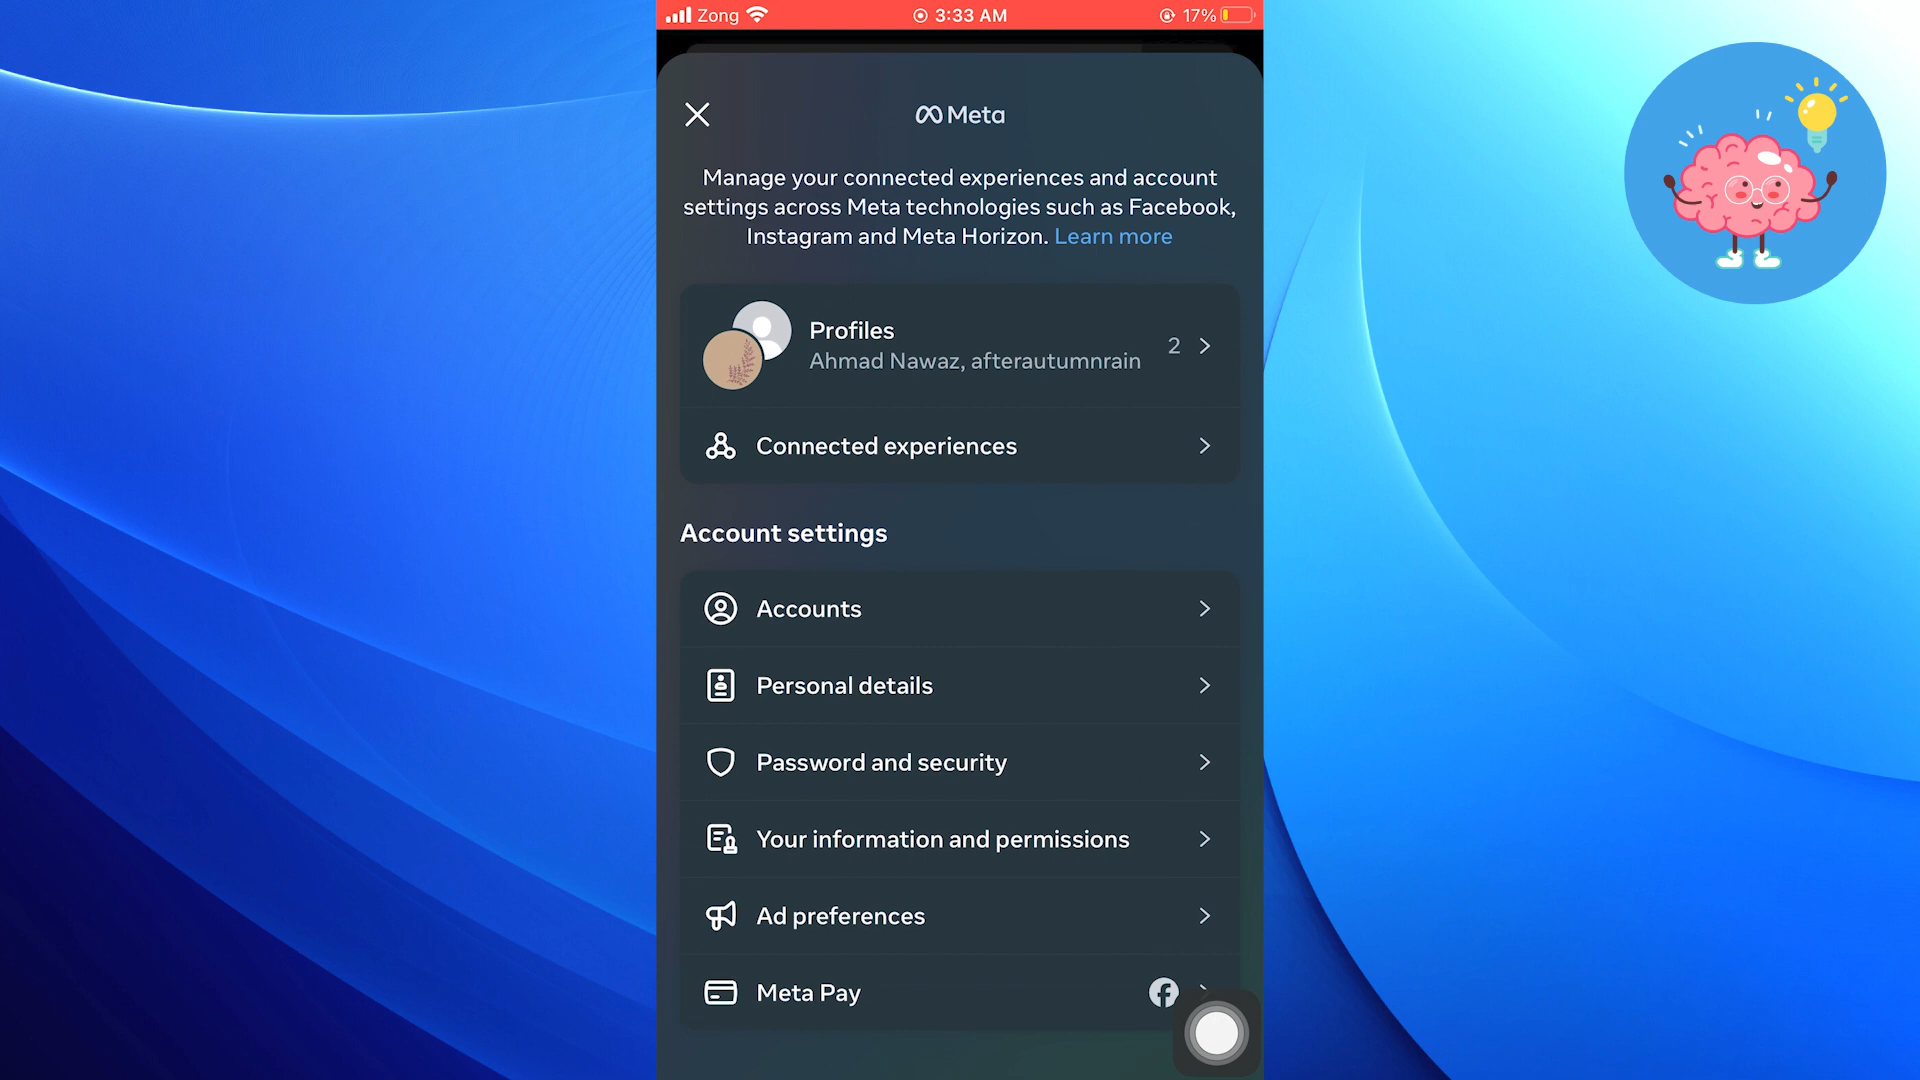 Zong 3:33 AM 17%
Meta
Manage your connected experiences and account
settings across Meta technologies such as Facebook,
Instagram and Meta Horizon. Learn more
Profiles
Ahmad Nawaz, afterautumnrain
2
Connected experiences
Account settings
Accounts
Personal details
Password and security
Your information and permissions
Ad preferences
Meta Pay